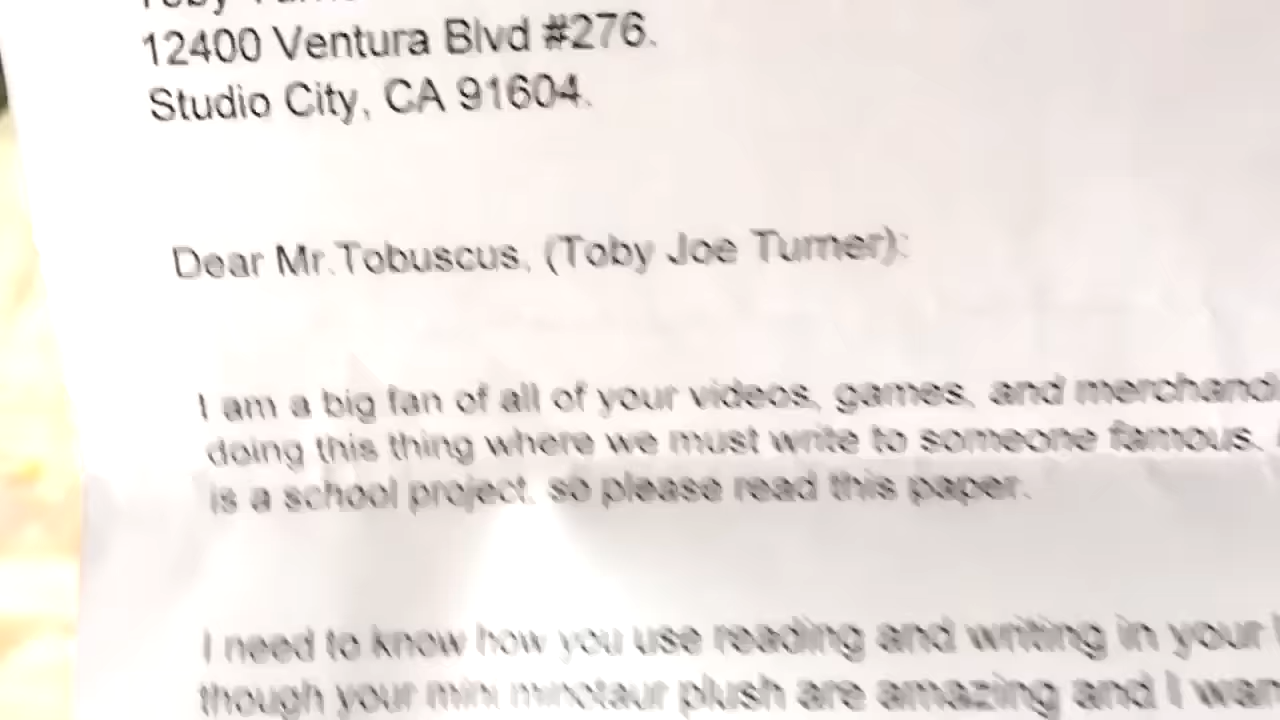 Toby
12400 Ventura Blvd #276.
Studio City, CA 91604.
Dear Mr.Tobuscus, (Toby Joe Turner):
I am a big fan of all of your videos, games, and
doing this thing where we must write to someone famous.
is a school project, so please read this paper.
I need to know how you use reading and writing in your
though your mini minotaur plush are amazing and I